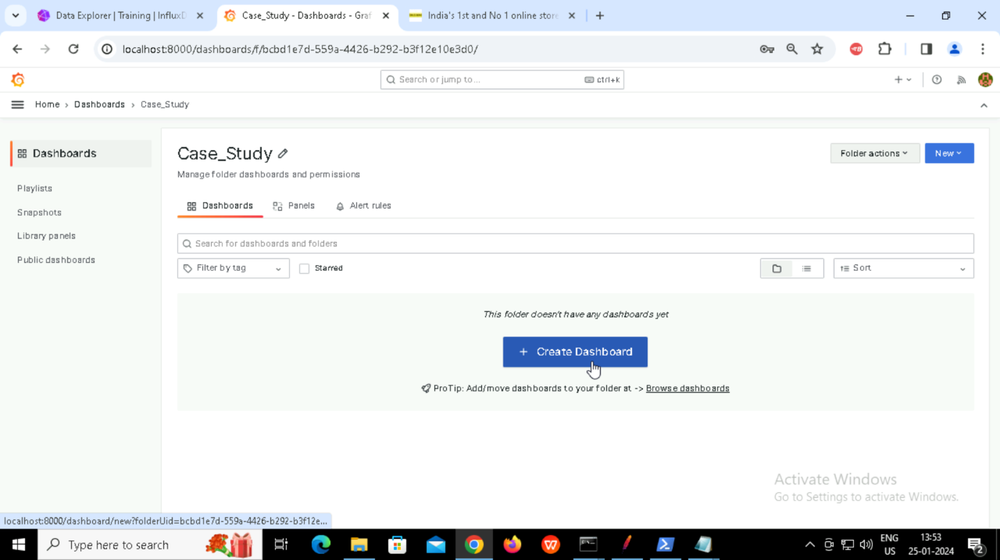 Data Explorer | Training | InfluxD
Case_Study - Dashboards - Graf
India's 1st and No 1 online store
localhost:8000/dashboards/f/bcbd1e7d-559a-4426-b292-b3f12e10e3d0/
Search or jump to...
ctrl+k
Home › Dashboards › Case_Study
Dashboards
Playlists
Snapshots
Library panels
Public dashboards
Case_Study
Manage folder dashboards and permissions
Folder actions
New
Dashboards
Panels
Alert rules
Search for dashboards and folders
Filter by tag
Starred
Sort
This folder doesn't have any dashboards yet
+ Create Dashboard
ProTip: Add/move dashboards to your folder at -> Browse dashboards
Activate Windows
Go to Settings to activate Windows.
localhost:8000/dashboard/new?folderUid=bcbd1e7d-559a-4426-b292-b3f12e...
Type here to search
ENG
US
13:53
25-01-2024
2